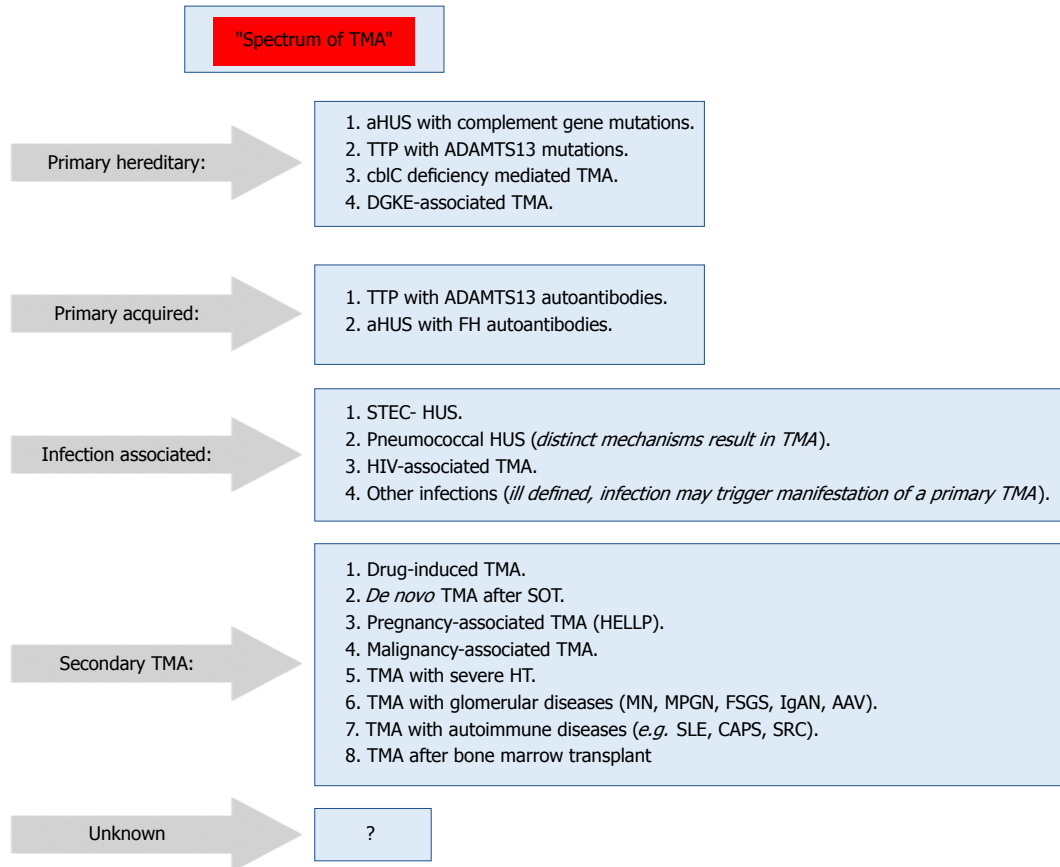 "Spectrum of TMA"
Primary hereditary:
1. aHUS with complement gene mutations.
2. TTP with ADAMTS13 mutations.
3. cblC deficiency mediated TMA.
4. DGKE-associated TMA.
Primary acquired:
1. TTP with ADAMTS13 autoantibodies.
2. aHUS with FH autoantibodies.
Infection associated:
1. STEC- HUS.
2. Pneumococcal HUS (distinct mechanisms result in TMA).
3. HIV-associated TMA.
4. Other infections (ill defined, infection may trigger manifestation of a primary TMA).
Secondary TMA:
1. Drug-induced TMA.
2. De novo TMA after SOT.
3. Pregnancy-associated TMA (HELLP).
4. Malignancy-associated TMA.
5. TMA with severe HT.
6. TMA with glomerular diseases (MN, MPGN, FSGS, IgAN, AAV).
7. TMA with autoimmune diseases (e.g. SLE, CAPS, SRC).
8. TMA after bone marrow transplant
Unknown
?